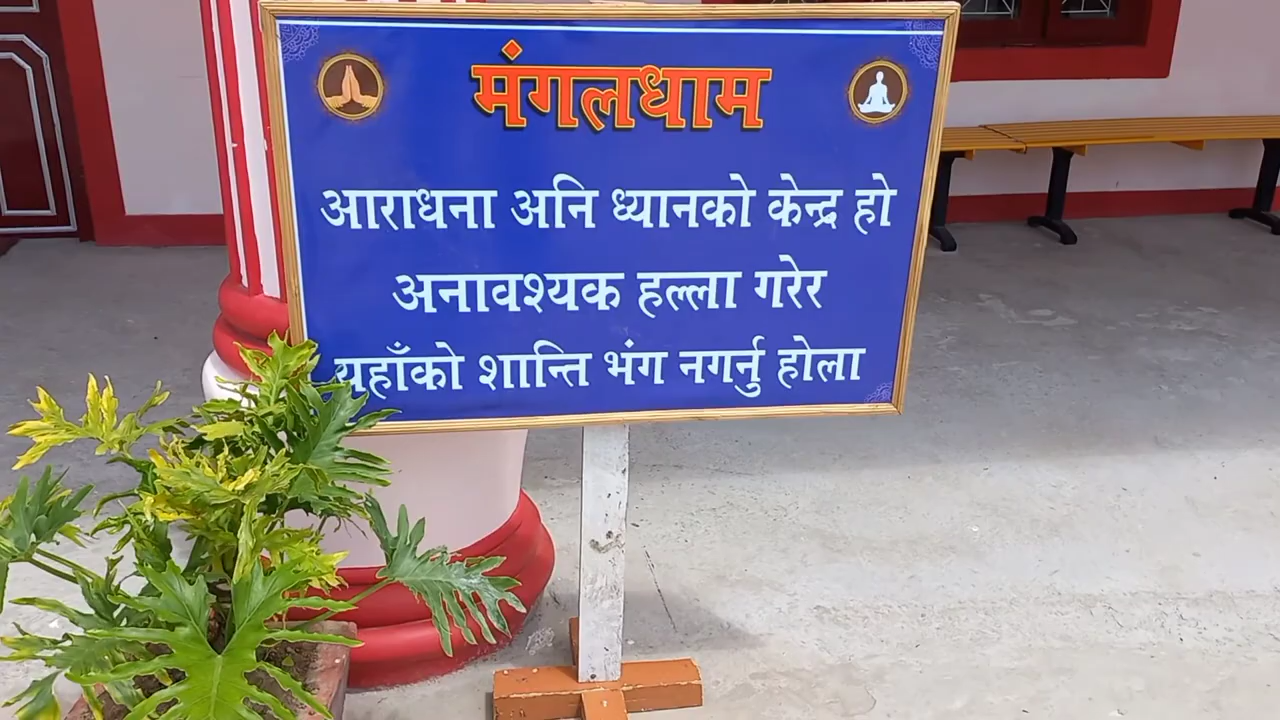 मंगलधाम
आराधना अनि ध्यानको केन्द्र हो
अनावश्यक हल्ला गरेर
यहाँको शान्ति भंग नगर्नु होला